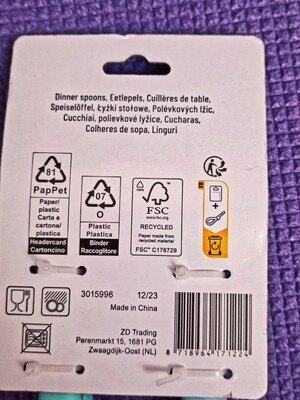 Dinner spoons, Eetlepels, Cuillères de table,
Speiselöffel, Łyżki stołowe, Polévkových lžic,
Cucchiai, polievkové lyžice, Cucharas,
Colheres de sopa, Linguri
81
PapPet
Paper/
plastic
Carta e
cartone/
plastica
Headercard
Cartoncino
07
O
Plastic
Plastica
Binder
Raccoglitore
FSC
www.fsc.org
RECYCLED
Paper made from
recycled material
FSC® C178729
3015996
12/23
Made in China
ZD Trading
Perenmarkt 15, 1681 PG
Zwaagdijk-Oost (NL)
8 718964 171224